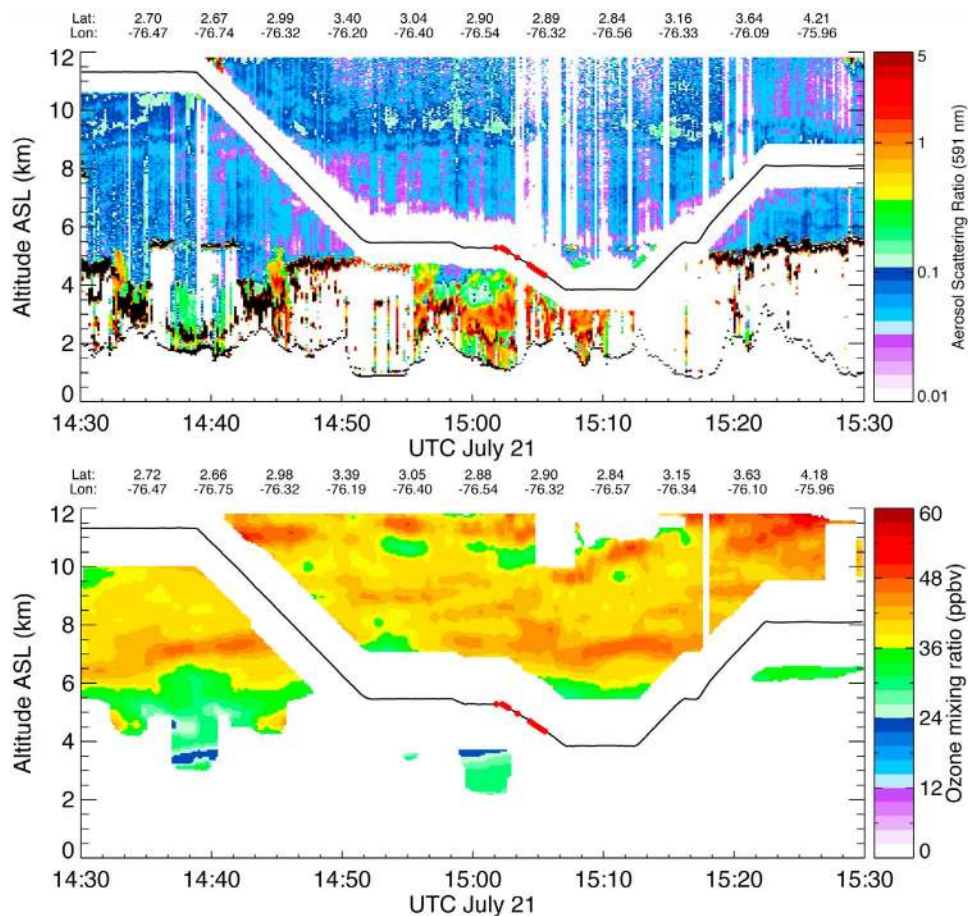 Lat: 2.70 2.67 2.99 3.40 3.04 2.90 2.89 2.84 3.16 3.64 4.21
Lon: -76.47 -76.74 -76.32 -76.20 -76.40 -76.54 -76.32 -76.56 -76.33 -76.09 -75.96
12
10
8
6
4
2
0
Altitude ASL (km)
14:30 14:40 14:50 15:00 15:10 15:20 15:30
UTC July 21
5
1
0.1
0.01
Aerosol Scattering Ratio (591 nm)
Lat: 2.72 2.66 2.98 3.39 3.05 2.88 2.90 2.84 3.15 3.63 4.18
Lon: -76.47 -76.75 -76.32 -76.19 -76.40 -76.54 -76.32 -76.57 -76.34 -76.10 -75.96
12
10
8
6
4
2
0
Altitude ASL (km)
14:30 14:40 14:50 15:00 15:10 15:20 15:30
UTC July 21
60
48
36
24
12
0
Ozone mixing ratio (ppbv)